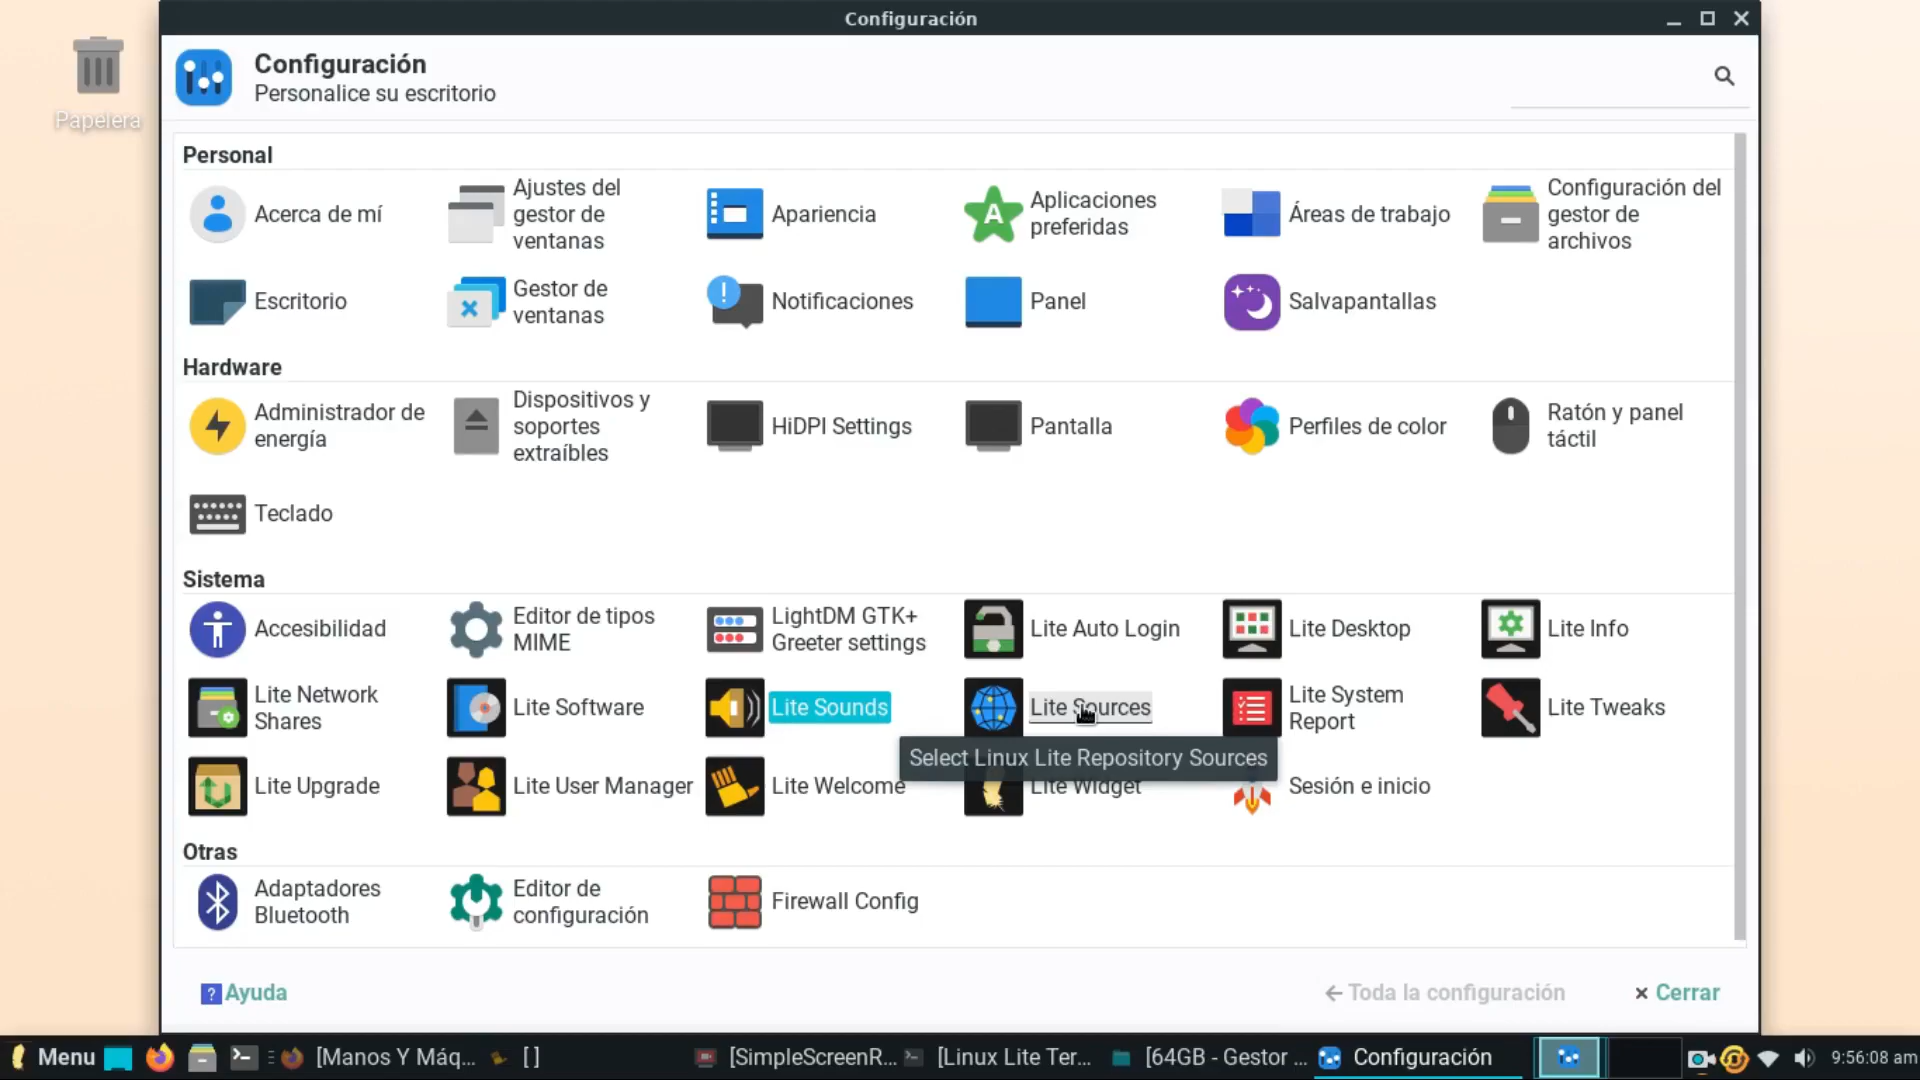 Configuración
Papelera
Configuración
Personalice su escritorio
Personal
Acerca de mí
Ajustes del
gestor de
ventanas
Apariencia
Aplicaciones
preferidas
Áreas de trabajo
Configuración del
gestor de
archivos
Escritorio
Gestor de
ventanas
Notificaciones
Panel
Salvapantallas
Hardware
Administrador de
energía
Dispositivos y
soportes
extraíbles
HiDPI Settings
Pantalla
Perfiles de color
Ratón y panel
táctil
Teclado
Sistema
Accesibilidad
Editor de tipos
MIME
LightDM GTK+
Greeter settings
Lite Auto Login
Lite Desktop
Lite Info
Lite Network
Shares
Lite Software
Lite Sounds
Lite Sources
Lite System
Report
Lite Tweaks
Select Linux Lite Repository Sources
Lite Upgrade
Lite User Manager
Lite Welcome
Lite Widget
Sesión e inicio
Otras
Adaptadores
Bluetooth
Editor de
configuración
Firewall Config
Ayuda
Toda la configuración
Cerrar
Menu
[Manos Y Máq...
[ ]
[SimpleScreenR...
[Linux Lite Ter...
[64GB - Gestor ...
Configuración
9:56:08 am